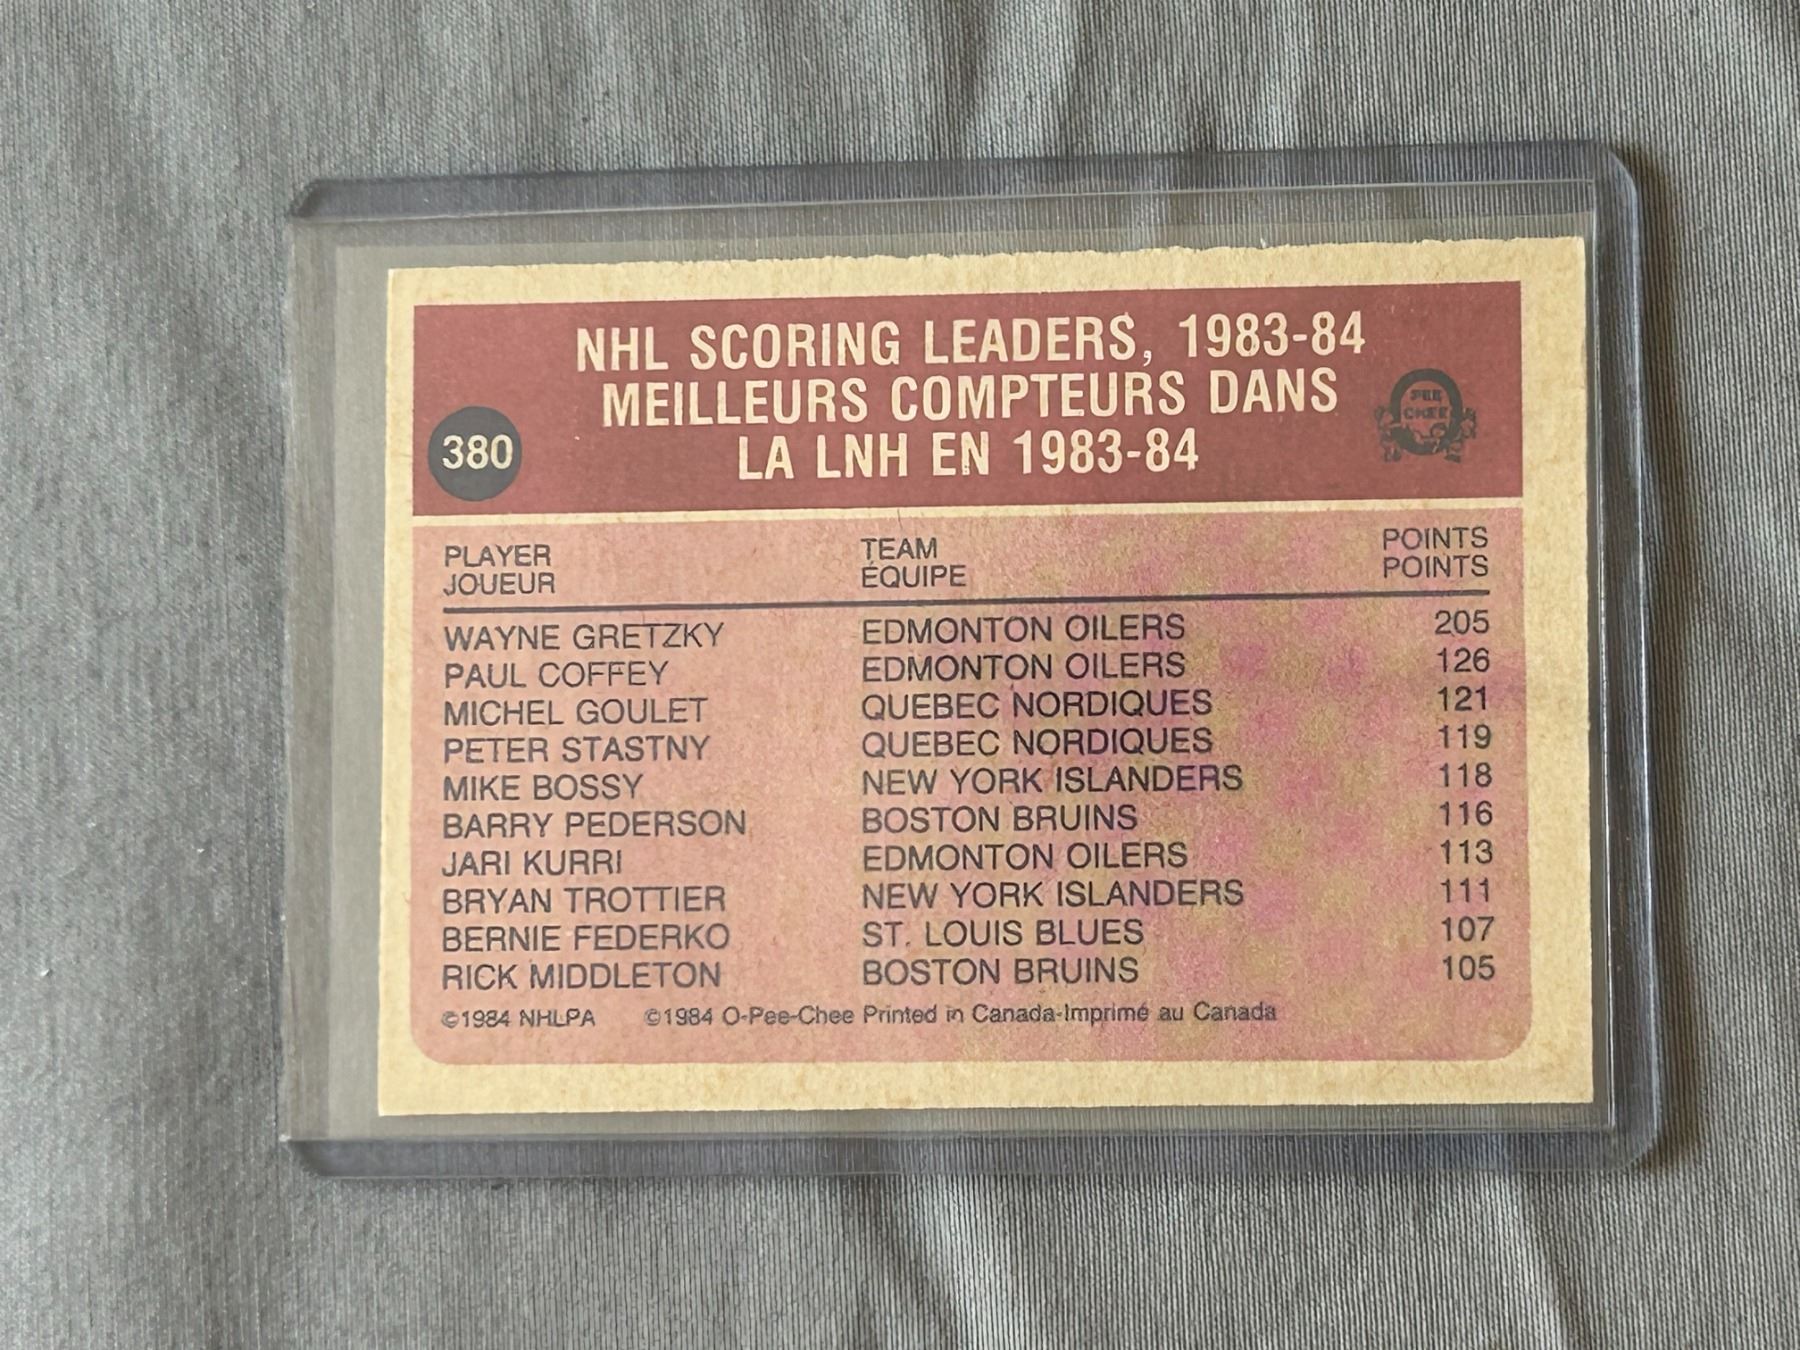 NHL SCORING LEADERS, 1983-84
MEILLEURS COMPTEURS DANS
LA LNH EN 1983-84
380
PEE
CHEE
PLAYER TEAM POINTS
JOUEUR ÉQUIPE POINTS
WAYNE GRETZKY EDMONTON OILERS 205
PAUL COFFEY EDMONTON OILERS 126
MICHEL GOULET QUEBEC NORDIQUES 121
PETER STASTNY QUEBEC NORDIQUES 119
MIKE BOSSY NEW YORK ISLANDERS 118
BARRY PEDERSON BOSTON BRUINS 116
JARI KURRI EDMONTON OILERS 113
BRYAN TROTTIER NEW YORK ISLANDERS 111
BERNIE FEDERKO ST. LOUIS BLUES 107
RICK MIDDLETON BOSTON BRUINS 105
©1984 NHLPA ©1984 O-Pee-Chee Printed in Canada-Imprimé au Canada